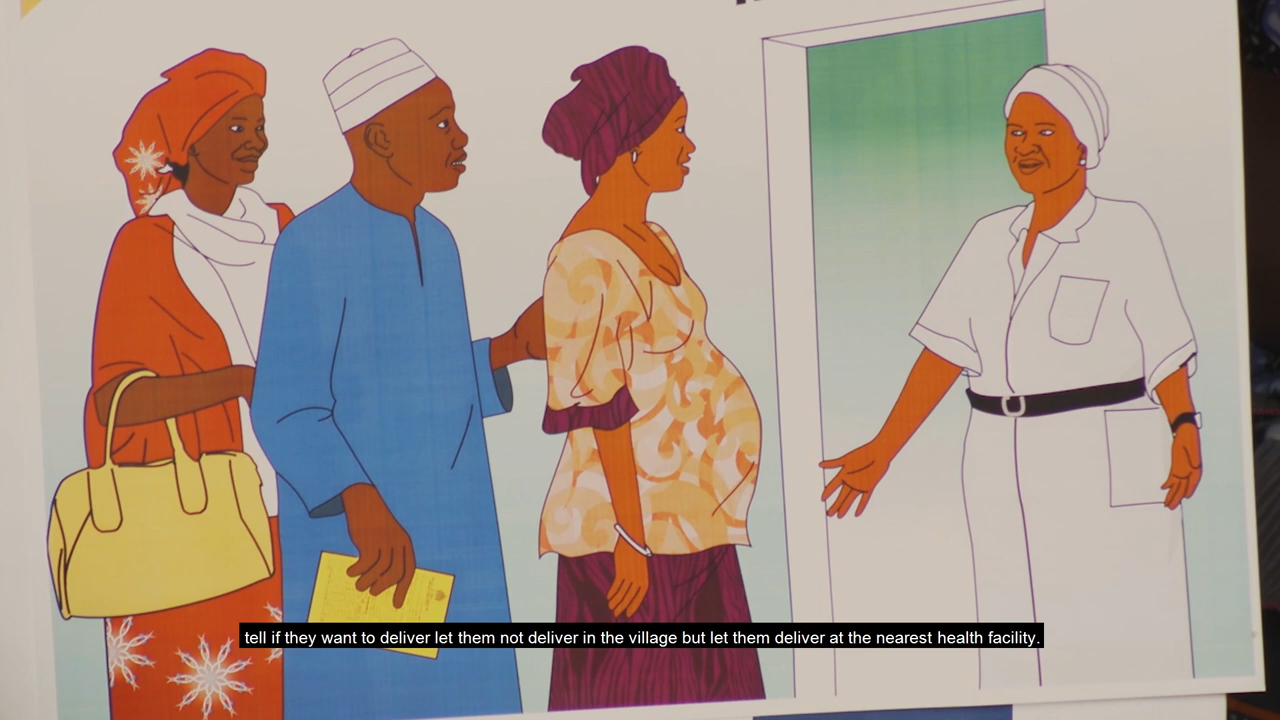 tell if they want to deliver let them not deliver in the village but let them deliver at the nearest health facility.